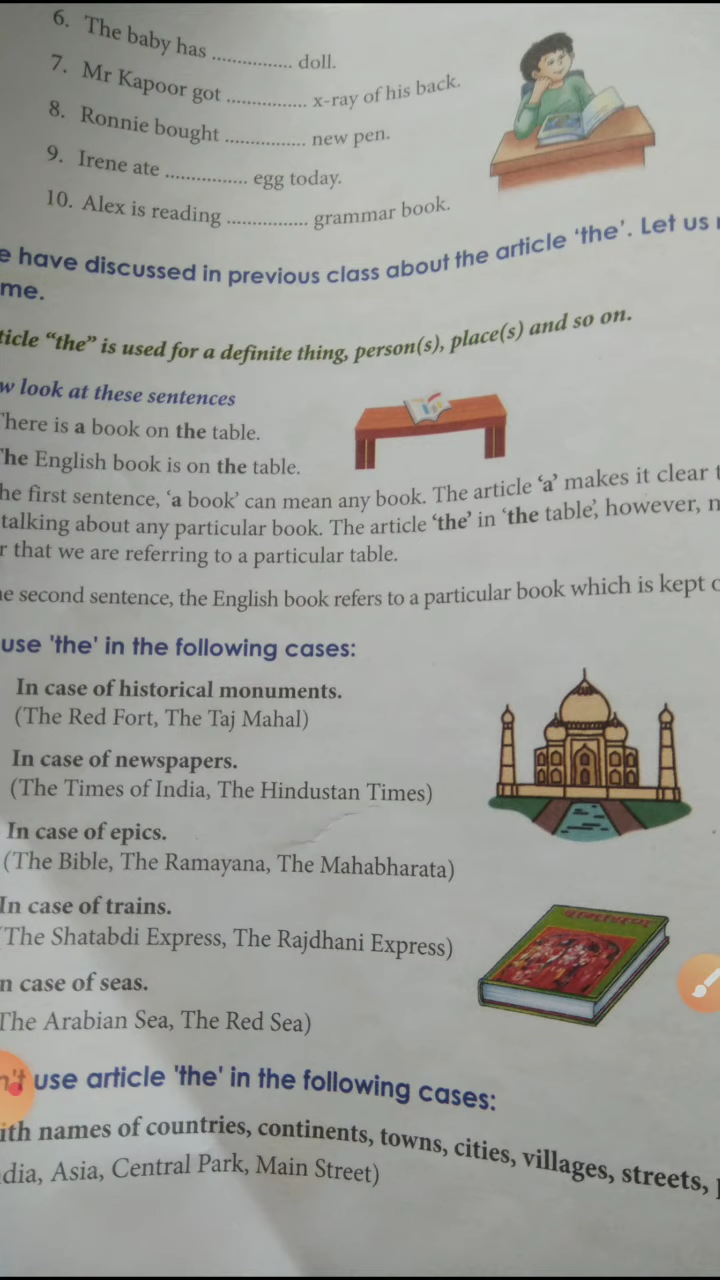 6. The baby has ............... doll.
7. Mr Kapoor got ............... x-ray of his back.
8. Ronnie bought ............... new pen.
9. Irene ate ............... egg today.
10. Alex is reading ............... grammar book.
e have discussed in previous class about the article 'the'. Let us
me.
ticle "the" is used for a definite thing, person(s), place(s) and so on.
w look at these sentences
There is a book on the table.
The English book is on the table.
he first sentence, 'a book' can mean any book. The article 'a' makes it clear t
talking about any particular book. The article 'the' in 'the table', however, m
r that we are referring to a particular table.
ne second sentence, the English book refers to a particular book which is kept o
use 'the' in the following cases:
In case of historical monuments.
(The Red Fort, The Taj Mahal)
In case of newspapers.
(The Times of India, The Hindustan Times)
In case of epics.
(The Bible, The Ramayana, The Mahabharata)
In case of trains.
(The Shatabdi Express, The Rajdhani Express)
n case of seas.
The Arabian Sea, The Red Sea)
n't use article 'the' in the following cases:
ith names of countries, continents, towns, cities, villages, streets,
dia, Asia, Central Park, Main Street)